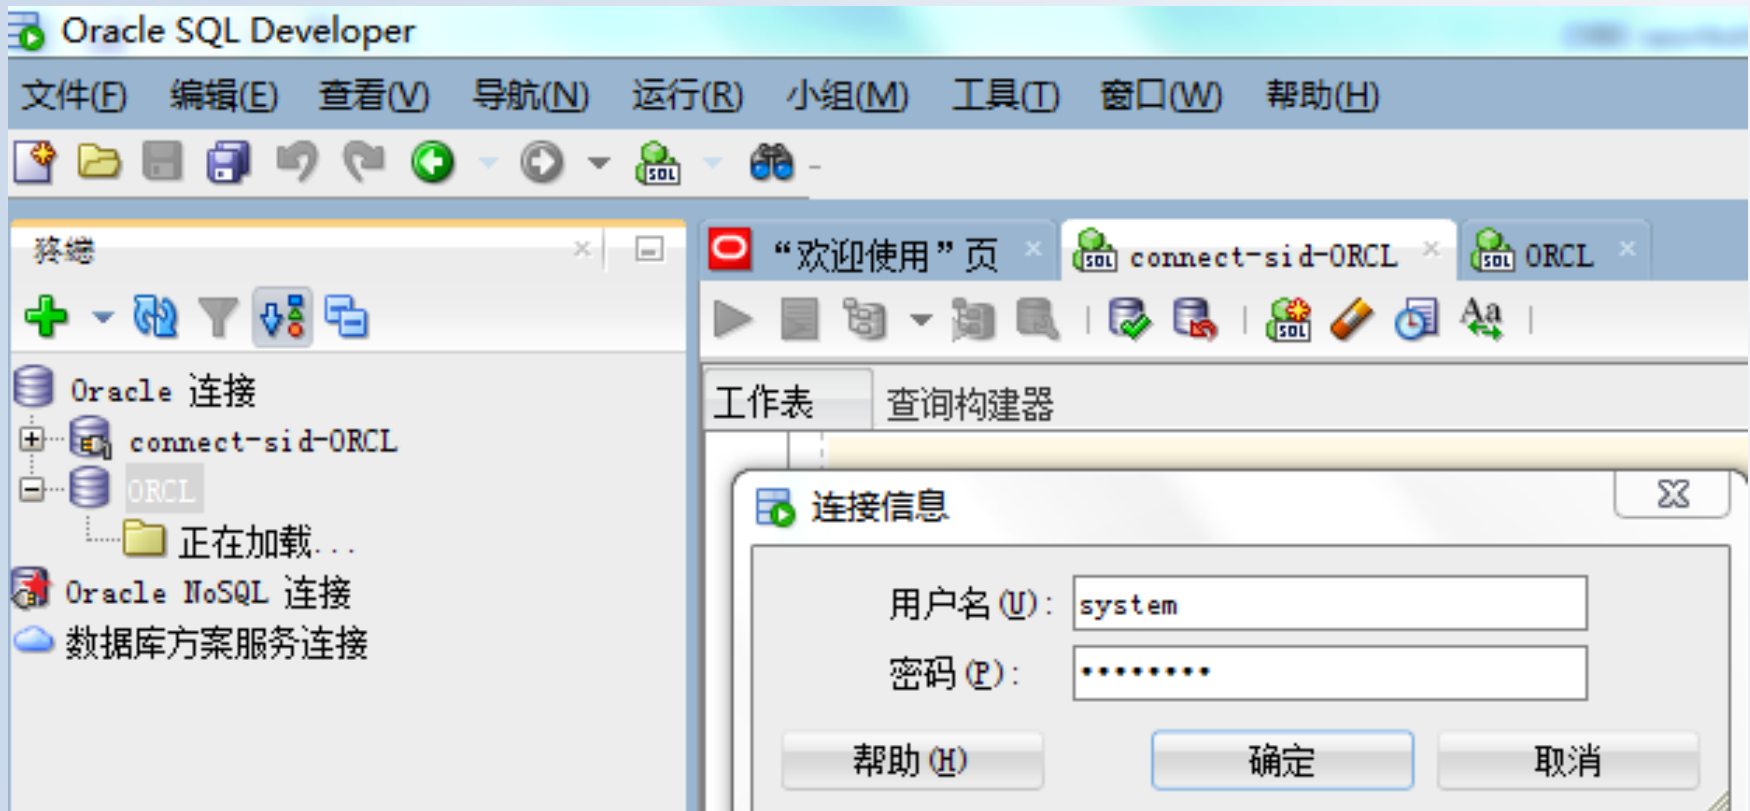 Oracle SQL Developer
文件(F) 编辑(E) 查看(V) 导航(N) 运行(R) 小组(M) 工具(T) 窗口(W) 帮助(H)
“欢迎使用”页 connect-sid-ORCL ORCL
Oracle 连接
connect-sid-ORCL
ORCL
正在加载...
Oracle NoSQL 连接
数据库方案服务连接
工作表 查询构建器
连接信息
用户名(U): system
密码(P): ••••••••
帮助(H) 确定 取消